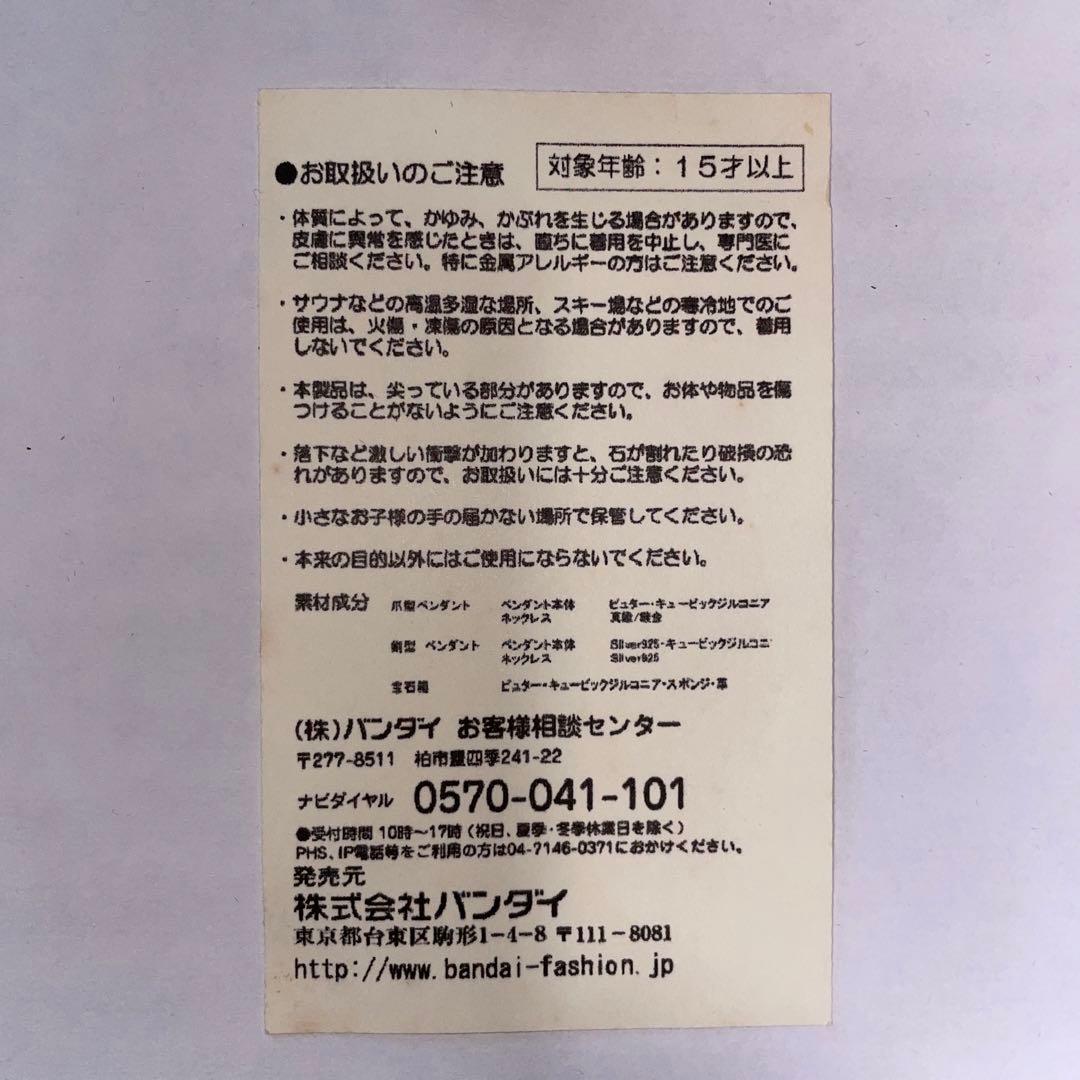 ●お取扱いのご注意
対象年齢：１５才以上
・体質によって、かゆみ、かぶれを生じる場合がありますので、
皮膚に異常を感じたときは、直ちに着用を中止し、専門医に
ご相談ください。特に金属アレルギーの方はご注意ください。
・サウナなどの高温多湿な場所、スキー場などの寒冷地でのご
使用は、火傷・凍傷の原因となる場合がありますので、着用
しないでください。
・本製品は、尖っている部分がありますので、お体や物品を傷
つけることがないようにご注意ください。
・落下など激しい衝撃が加わりますと、石が割れたり破損の恐
れがありますので、お取扱いには十分ご注意ください。
・小さなお子様の手の届かない場所で保管してください。
・本来の目的以外にはご使用にならないでください。
素材成分 爪型ペンダント ペンダント本体 ピュター・キュービックジルコニア
ネックレス 真鍮/鉄合
剣型 ペンダント ペンダント本体 Silver925・キュービックジルコニ
ネックレス Silver925
宝石箱 ピュター・キュービックジルコニア・スポンジ・革
(株)バンダイ お客様相談センター
〒277-8511 柏市豊四季241-22
ナビダイヤル 0570-041-101
●受付時間 10時～17時（祝日、夏季・冬季休業日を除く）
PHS、IP電話等をご利用の方は04-7146-0371におかけください。
発売元
株式会社バンダイ
東京都台東区駒形1-4-8 〒111-8081
http://www.bandai-fashion.jp